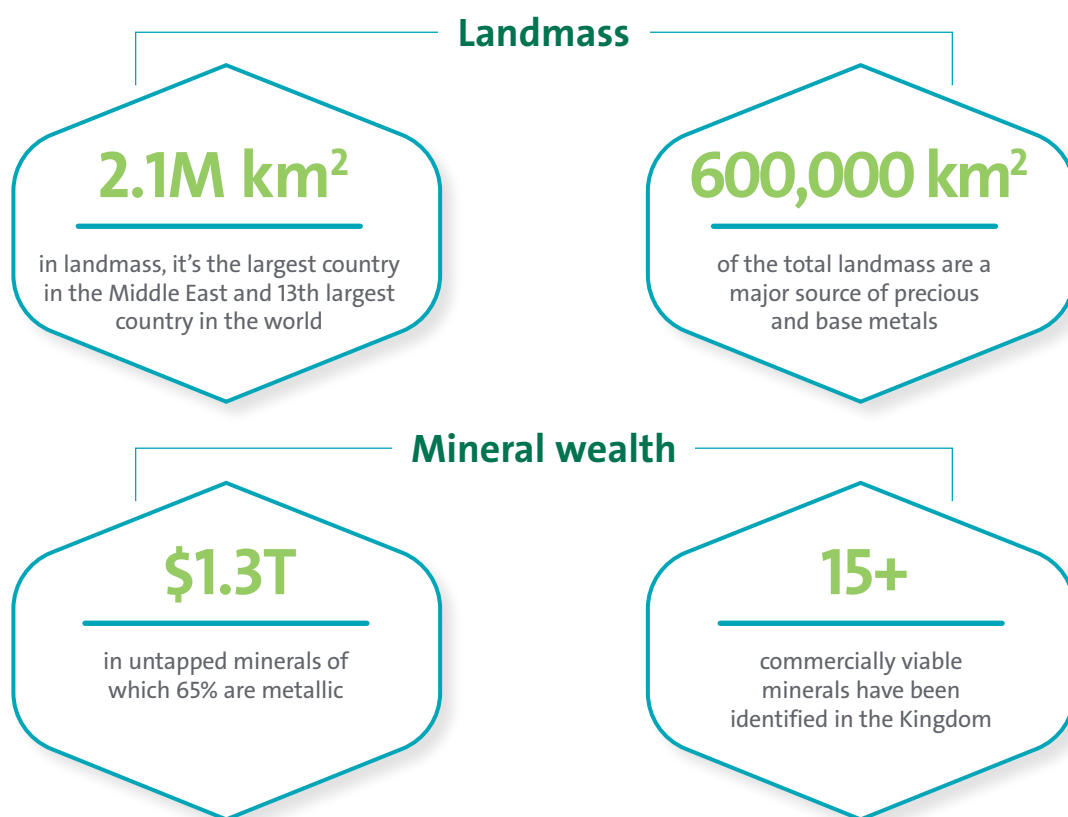 Landmass
2.1M km²
in landmass, it’s the largest country
in the Middle East and 13th largest
country in the world
600,000 km²
of the total landmass are a
major source of precious
and base metals
Mineral wealth
$1.3T
in untapped minerals of
which 65% are metallic
15+
commercially viable
minerals have been
identified in the Kingdom